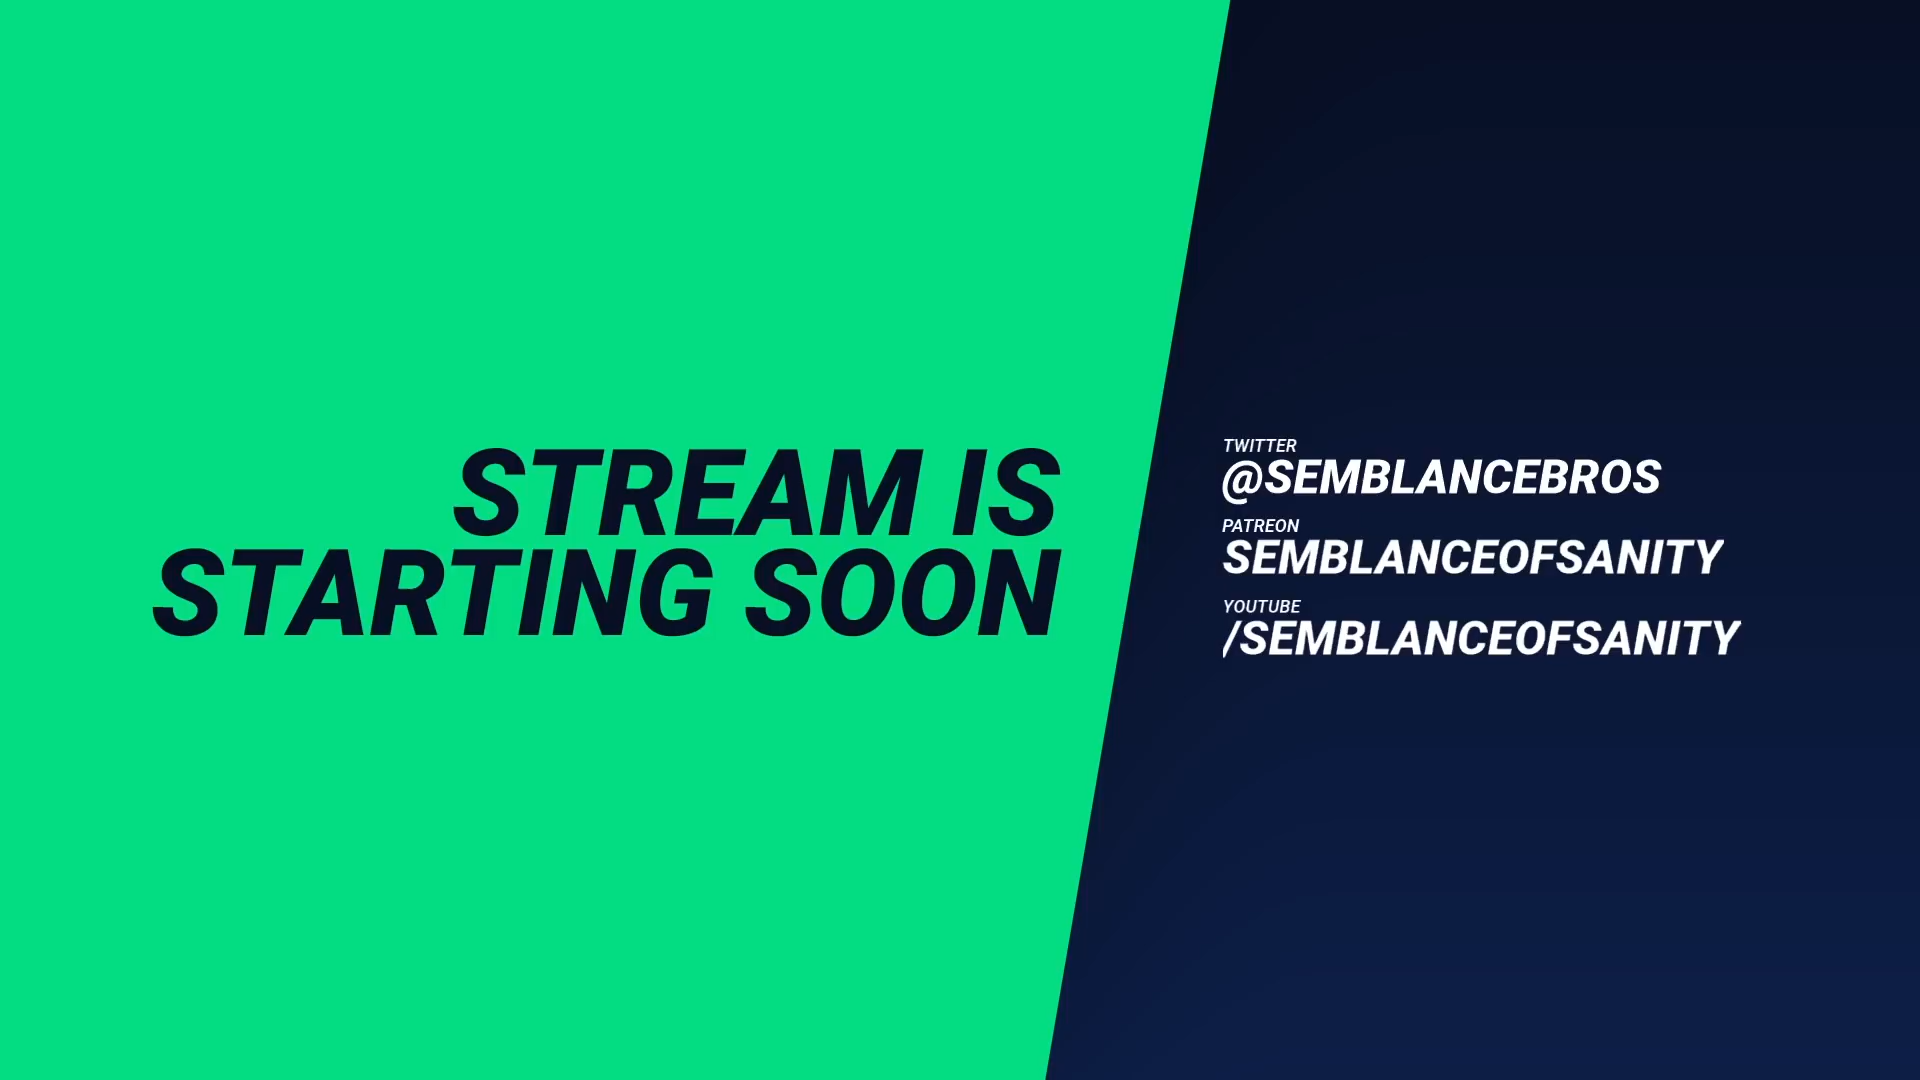 STREAM IS
STARTING SOON
TWITTER
@SEMBLANCEBROS
PATREON
SEMBLANCEOFSANITY
YOUTUBE
/SEMBLANCEOFSANITY